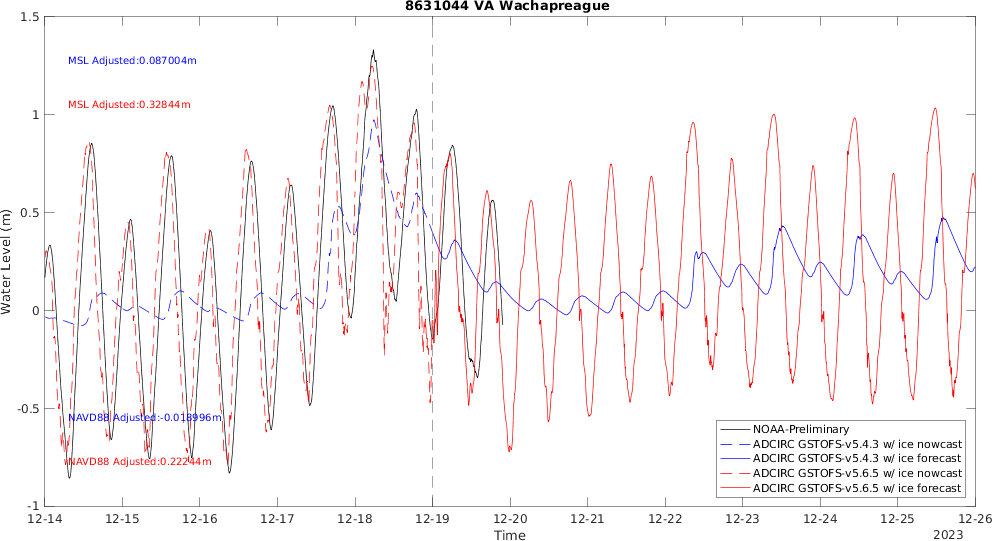 8631044 VA Wachapreague
1.5
1
0.5
0
-0.5
-1
Water Level (m)
MSL Adjusted:0.087004m
MSL Adjusted:0.32844m
NAVD88 Adjusted:-0.018996m
NAVD88 Adjusted:0.22244m
NOAA-Preliminary
ADCIRC GSTOFS-v5.4.3 w/ ice nowcast
ADCIRC GSTOFS-v5.4.3 w/ ice forecast
ADCIRC GSTOFS-v5.6.5 w/ ice nowcast
ADCIRC GSTOFS-v5.6.5 w/ ice forecast
12-14 12-15 12-16 12-17 12-18 12-19 12-20 12-21 12-22 12-23 12-24 12-25 12-26
Time
2023